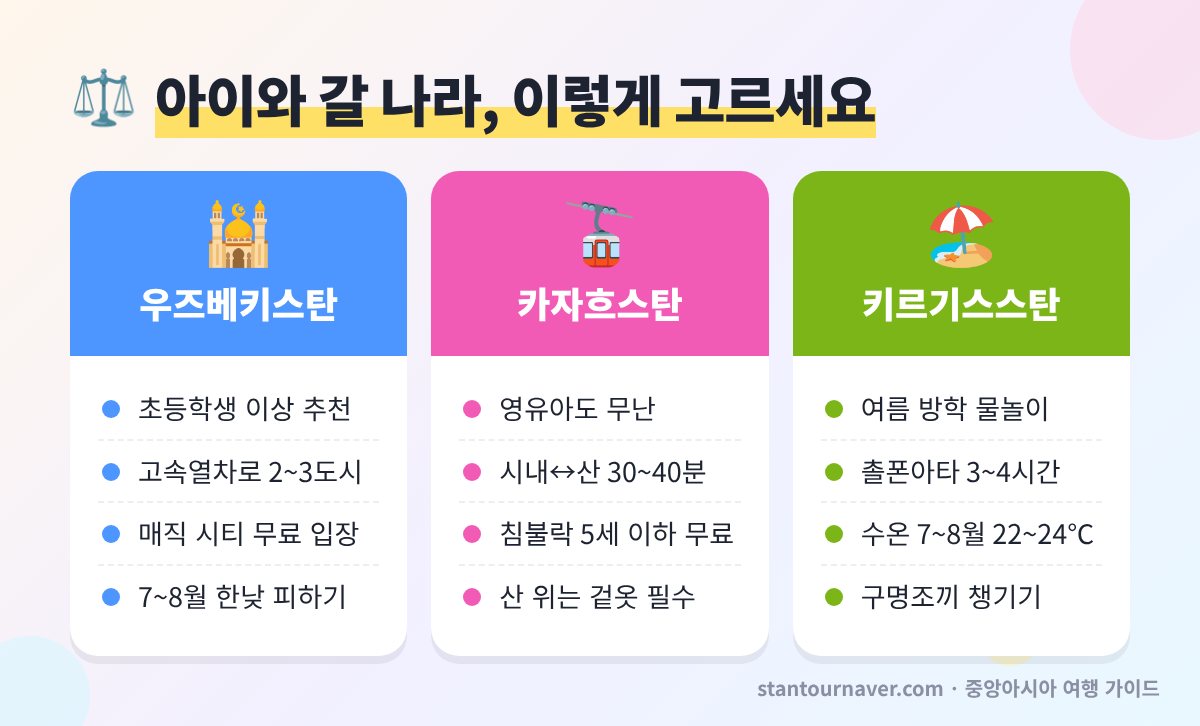 아이와 갈 나라, 이렇게 고르세요
우즈베키스탄
초등학생 이상 추천
고속열차로 2~3도시
매직 시티 무료 입장
7~8월 한낮 피하기
카자흐스탄
영유아도 무난
시내↔산 30~40분
침불락 5세 이하 무료
산 위는 겉옷 필수
키르기스스탄
여름 방학 물놀이
촐폰아타 3~4시간
수온 7~8월 22~24°C
구명조끼 챙기기
stantournaver.com · 중앙아시아 여행 가이드